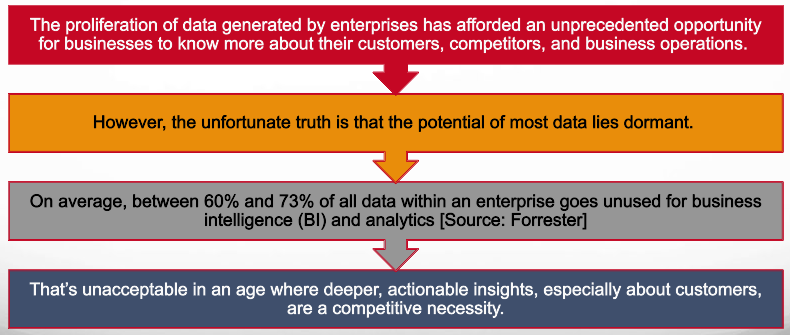 The proliferation of data generated by enterprises has afforded an unprecedented opportunity
for businesses to know more about their customers, competitors, and business operations.
However, the unfortunate truth is that the potential of most data lies dormant.
On average, between 60% and 73% of all data within an enterprise goes unused for business
intelligence (BI) and analytics [Source: Forrester]
That’s unacceptable in an age where deeper, actionable insights, especially about customers,
are a competitive necessity.